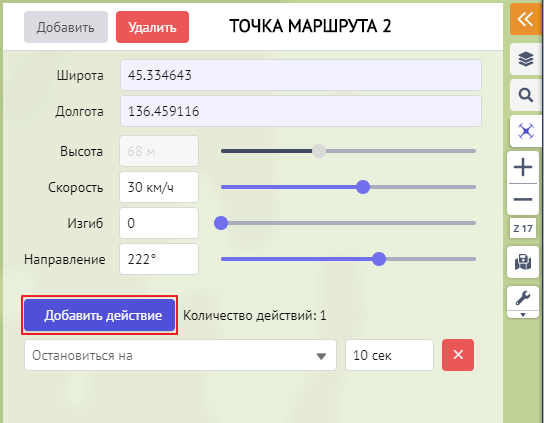 Добавить Удалить ТОЧКА МАРШРУТА 2
Широта 45.334643
Долгота 136.459116
Высота 68 м
Скорость 30 км/ч
Изгиб 0
Направление 222°
Z 17
Добавить действие Количество действий: 1
Остановиться на 10 сек